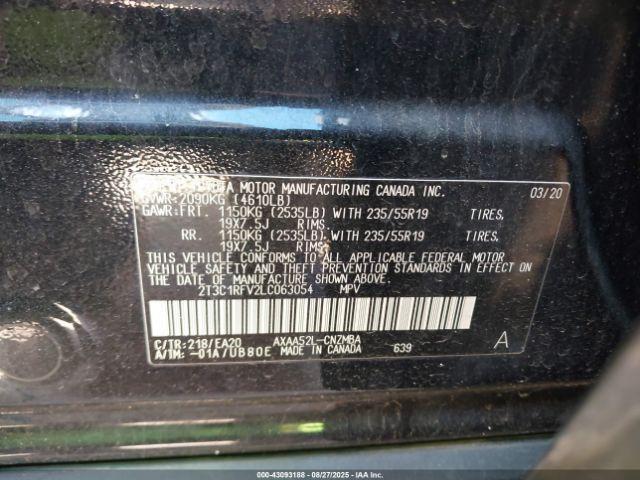 TOYOTA MOTOR MANUFACTURING CANADA INC. 03/20
GVWR: 2090KG (4610LB)
GAWR: FRT. 1150KG (2535LB) WITH 235/55R19 TIRES,
19X7.5J RIMS.
RR. 1150KG (2535LB) WITH 235/55R19 TIRES,
19X7.5J RIMS.
THIS VEHICLE CONFORMS TO ALL APPLICABLE FEDERAL MOTOR
VEHICLE SAFETY AND THEFT PREVENTION STANDARDS IN EFFECT ON
THE DATE OF MANUFACTURE SHOWN ABOVE.
2T3C1RFV2LC063054 MPV
C/TR: 218/EA20 AXAA52L-CNZMBA A
A/TM: -01A/UB80E MADE IN CANADA 639
000-43093188 - 08/27/2025 - IAAI.COM